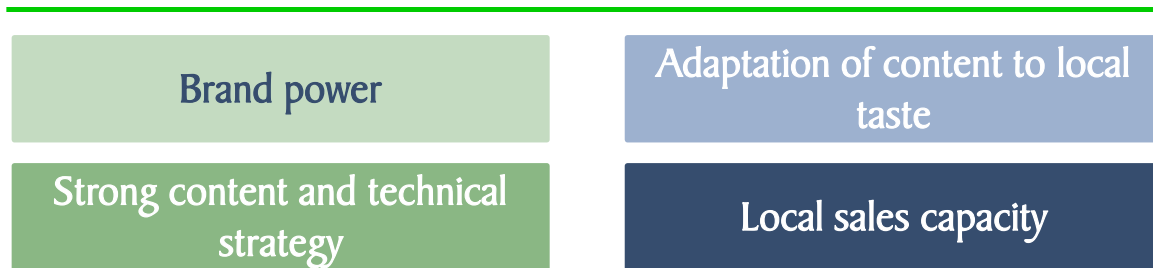 Brand power
Adaptation of content to local
taste
Strong content and technical
strategy
Local sales capacity